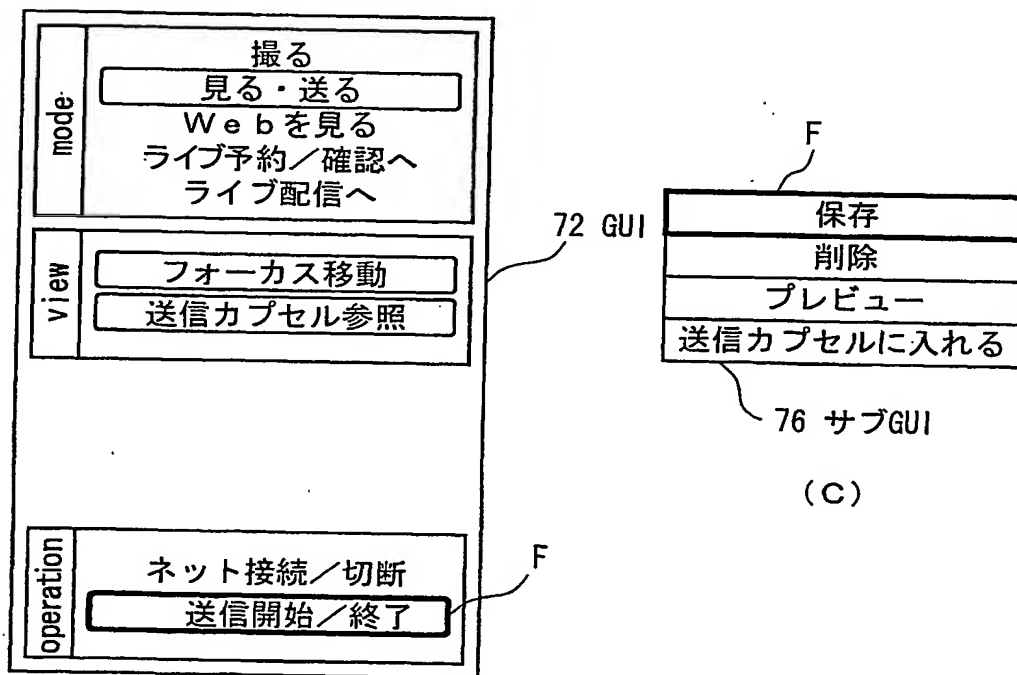 mode
撮る
見る・送る
Webを見る
ライブ予約／確認へ
ライブ配信へ
view
フォーカス移動
送信カプセル参照
operation
ネット接続／切断
送信開始／終了
F
72 GUI
F
保存
削除
プレビュー
送信カプセルに入れる
76 サブGUI
(C)